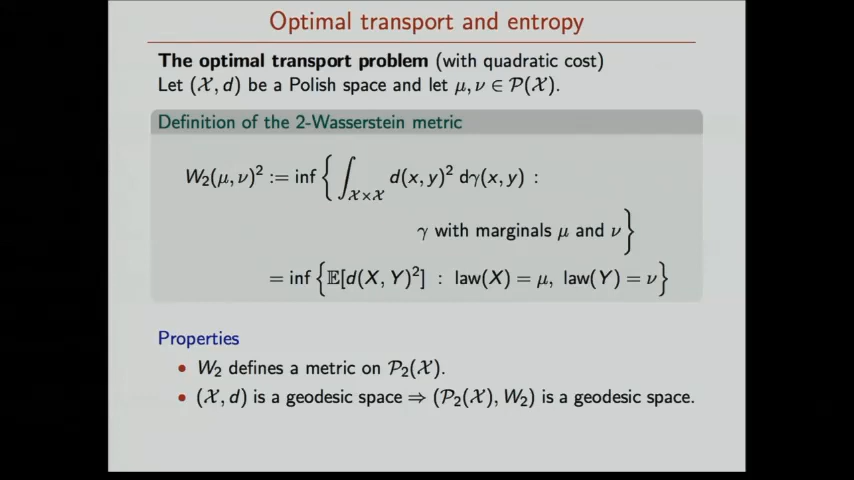 Optimal transport and entropy
The optimal transport problem (with quadratic cost)
Let (𝒳, d) be a Polish space and let μ, ν ∈ 𝒫(𝒳).
Definition of the 2-Wasserstein metric
W₂(μ, ν)² := inf { ∫_{𝒳×𝒳} d(x, y)² dγ(x, y) :
γ with marginals μ and ν }
= inf { 𝔼[d(X, Y)²] : law(X) = μ, law(Y) = ν }
Properties
• W₂ defines a metric on 𝒫₂(𝒳).
• (𝒳, d) is a geodesic space ⇒ (𝒫₂(𝒳), W₂) is a geodesic space.